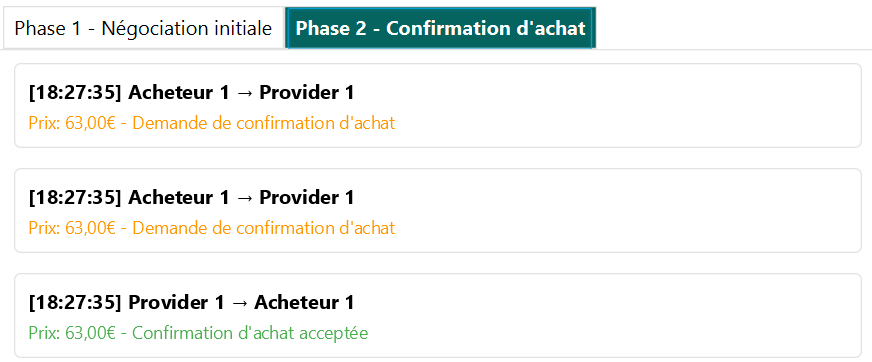 Phase 1 - Négociation initiale
Phase 2 - Confirmation d'achat
[18:27:35] Acheteur 1 → Provider 1
Prix: 63,00€ - Demande de confirmation d'achat
[18:27:35] Acheteur 1 → Provider 1
Prix: 63,00€ - Demande de confirmation d'achat
[18:27:35] Provider 1 → Acheteur 1
Prix: 63,00€ - Confirmation d'achat acceptée